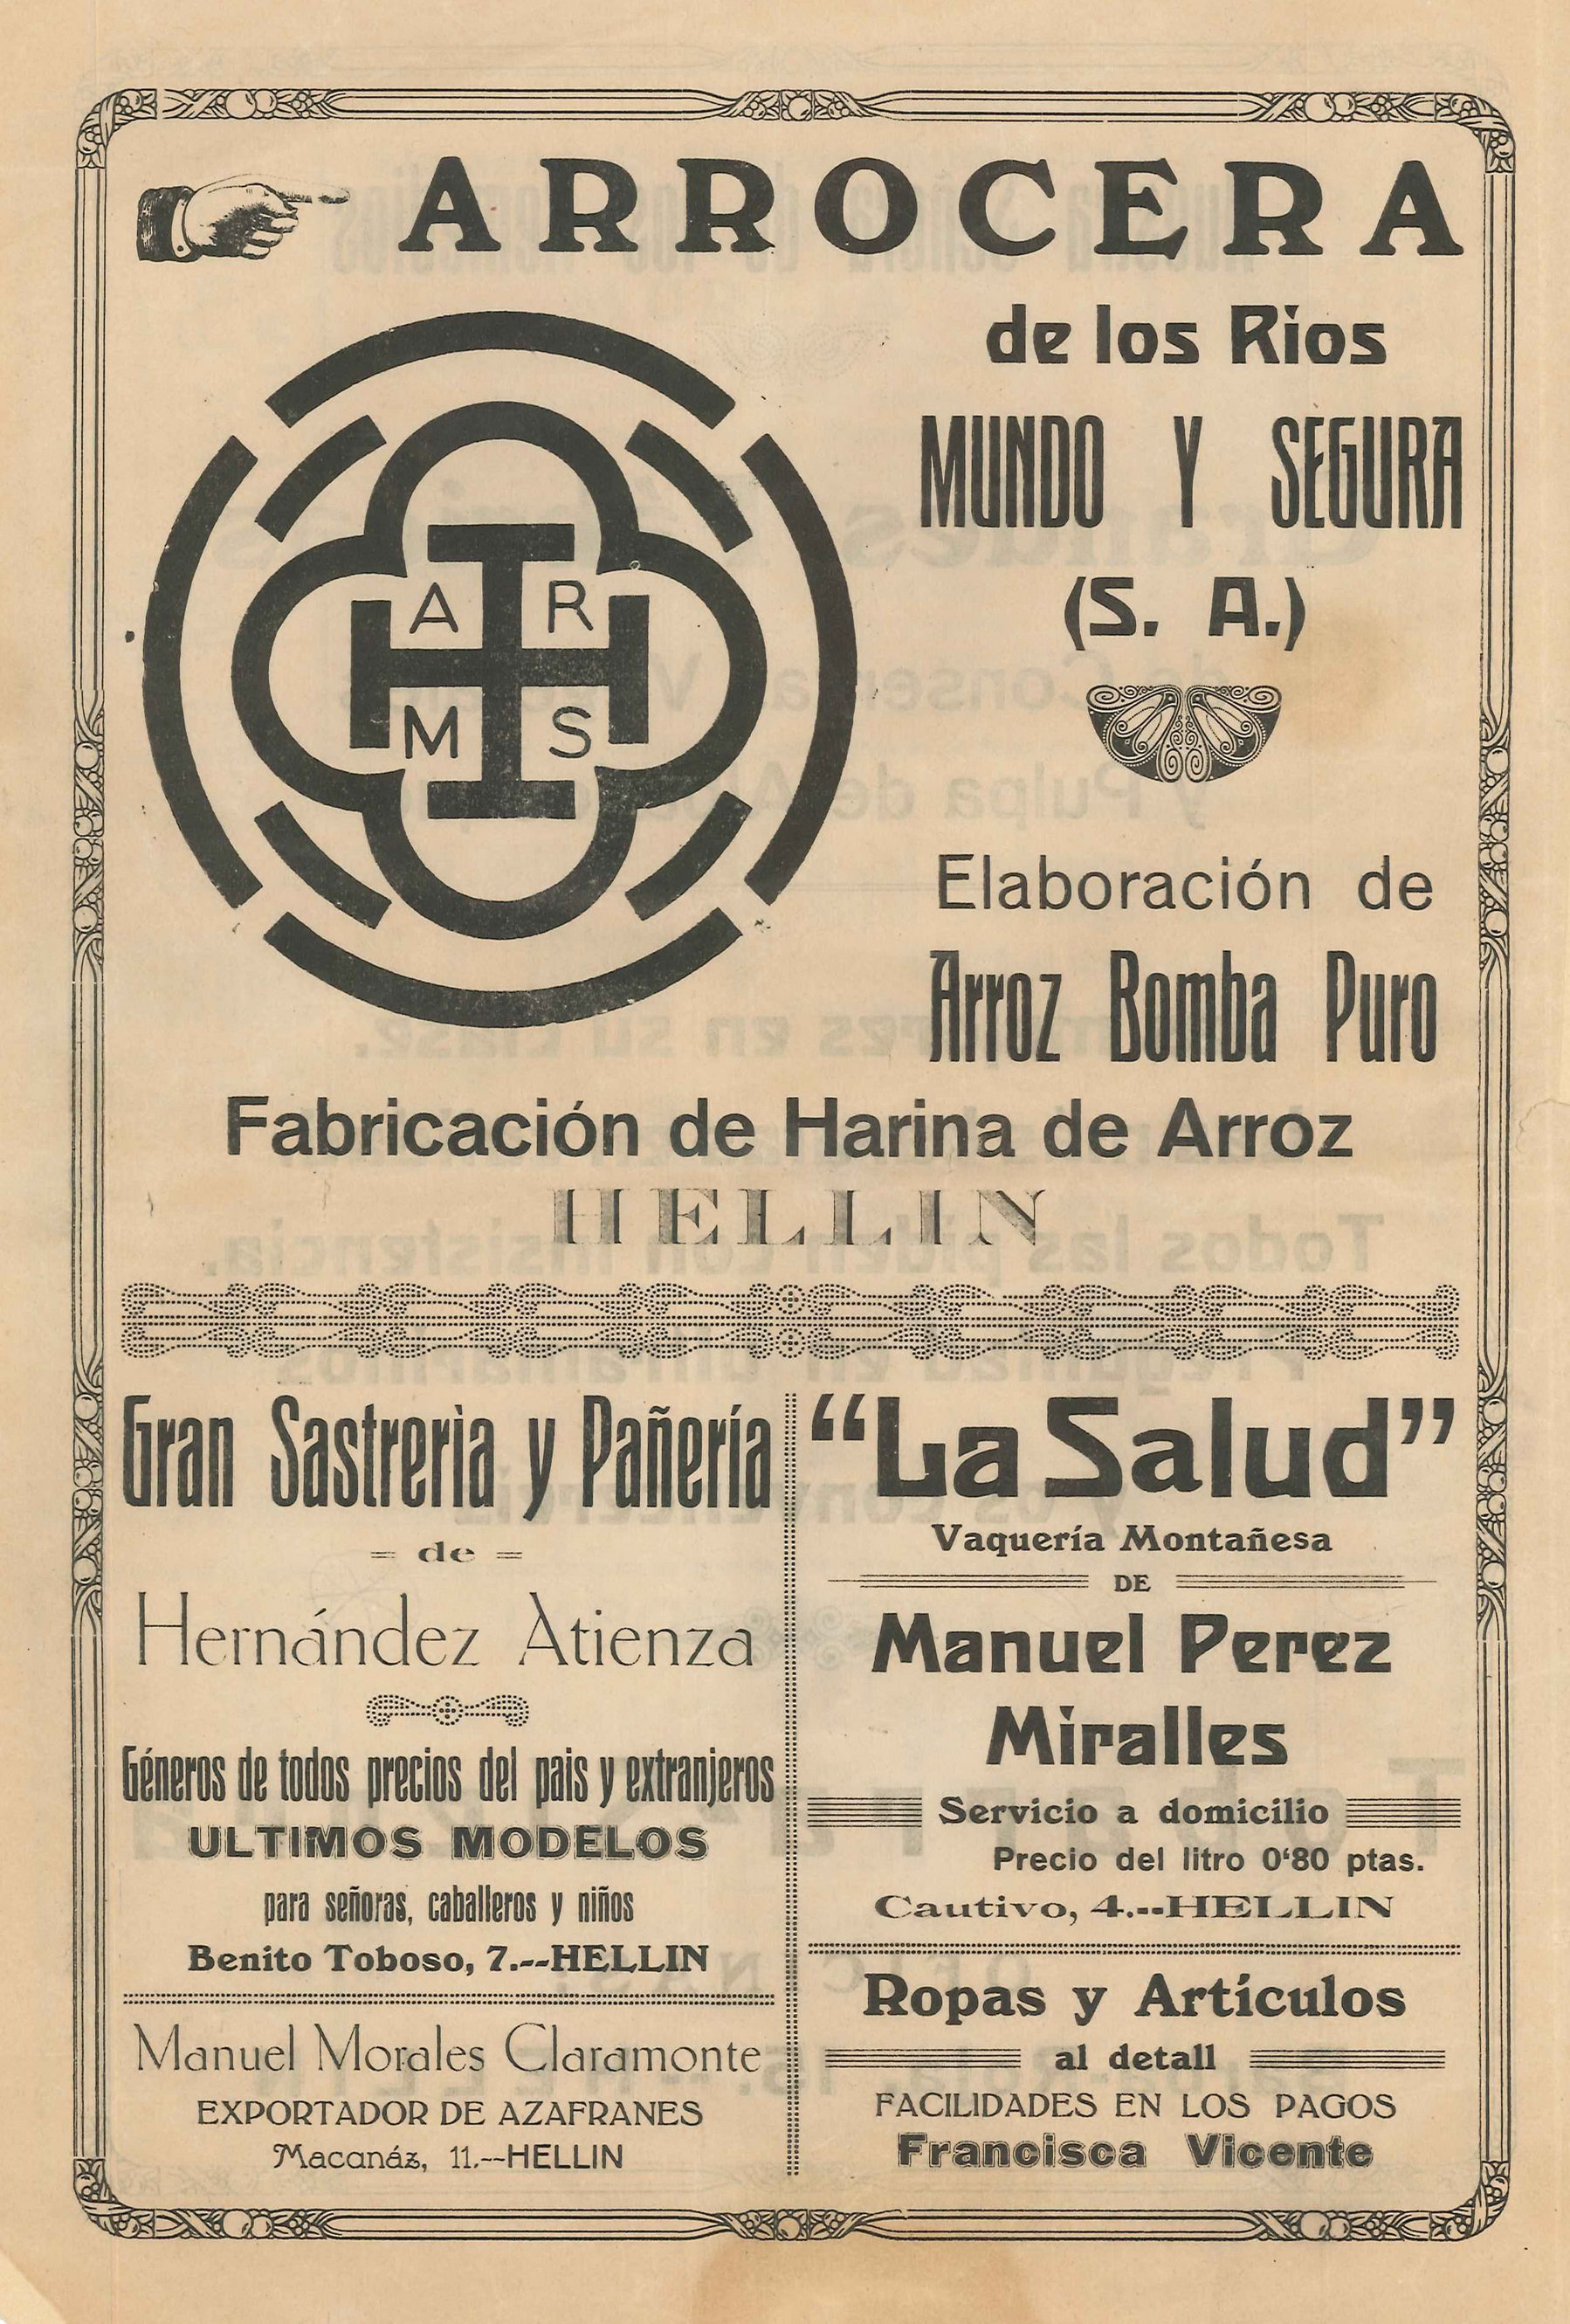 ARROCERA
de los Rios
MUNDO Y SEGURA
(S. A.)
A R
M S
Elaboración de
Arroz Bomba Puro
Fabricación de Harina de Arroz
HELLIN
Gran Sastreria y Pañería
= de =
Hernández Atienza
Géneros de todos precios del pais y extranjeros
ULTIMOS MODELOS
para señoras, caballeros y niños
Benito Toboso, 7.--HELLIN
Manuel Morales Claramonte
EXPORTADOR DE AZAFRANES
Macanáz, 11.--HELLIN
“La Salud”
Vaquería Montañesa
DE
Manuel Perez
Miralles
Servicio a domicilio
Precio del litro 0‘80 ptas.
Cautivo, 4.--HELLIN
Ropas y Artículos
al detall
FACILIDADES EN LOS PAGOS
Francisca Vicente